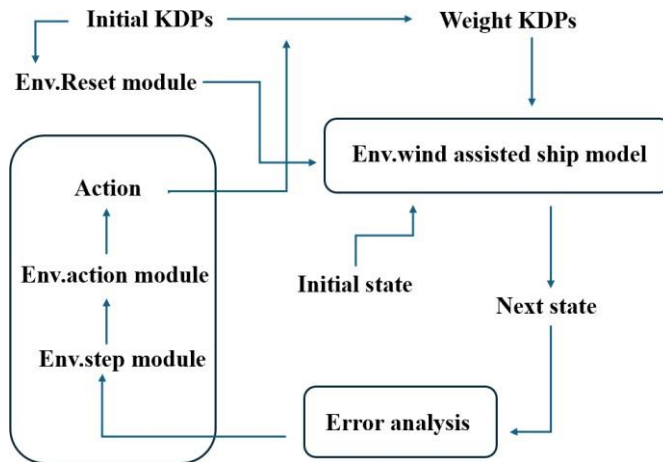 Initial KDPs
Weight KDPs
Env.Reset module
Env.wind assisted ship model
Action
Env.action module
Initial state
Next state
Env.step module
Error analysis